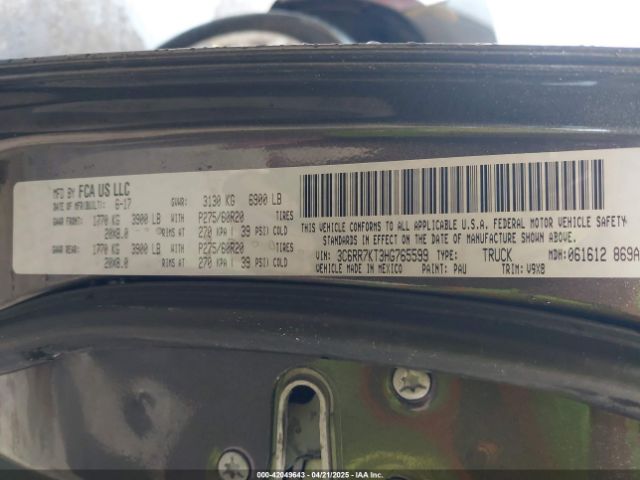 MFD BY FCA US LLC
DATE OF MFR(BUILT): 6-17 GVWR: 3130 KG 6900 LB
GAWR FRONT: 1770 KG 3900 LB WITH P275/60R20 TIRES
20X8.0 RIMS AT 270 KPA ( 39 PSI) COLD
GAWR REAR: 1770 KG 3900 LB WITH P275/60R20 TIRES
20X8.0 RIMS AT 270 KPA ( 39 PSI) COLD
THIS VEHICLE CONFORMS TO ALL APPLICABLE U.S.A. FEDERAL MOTOR VEHICLE SAFETY
STANDARDS IN EFFECT ON THE DATE OF MANUFACTURE SHOWN ABOVE.
VIN: 3C6RR7KT3HG765599 TYPE: TRUCK MDH: 061612 869A
VEHICLE MADE IN MEXICO PAINT: PAU TRIM: V9X8
000-42049643 - 04/21/2025 - IAA Inc.